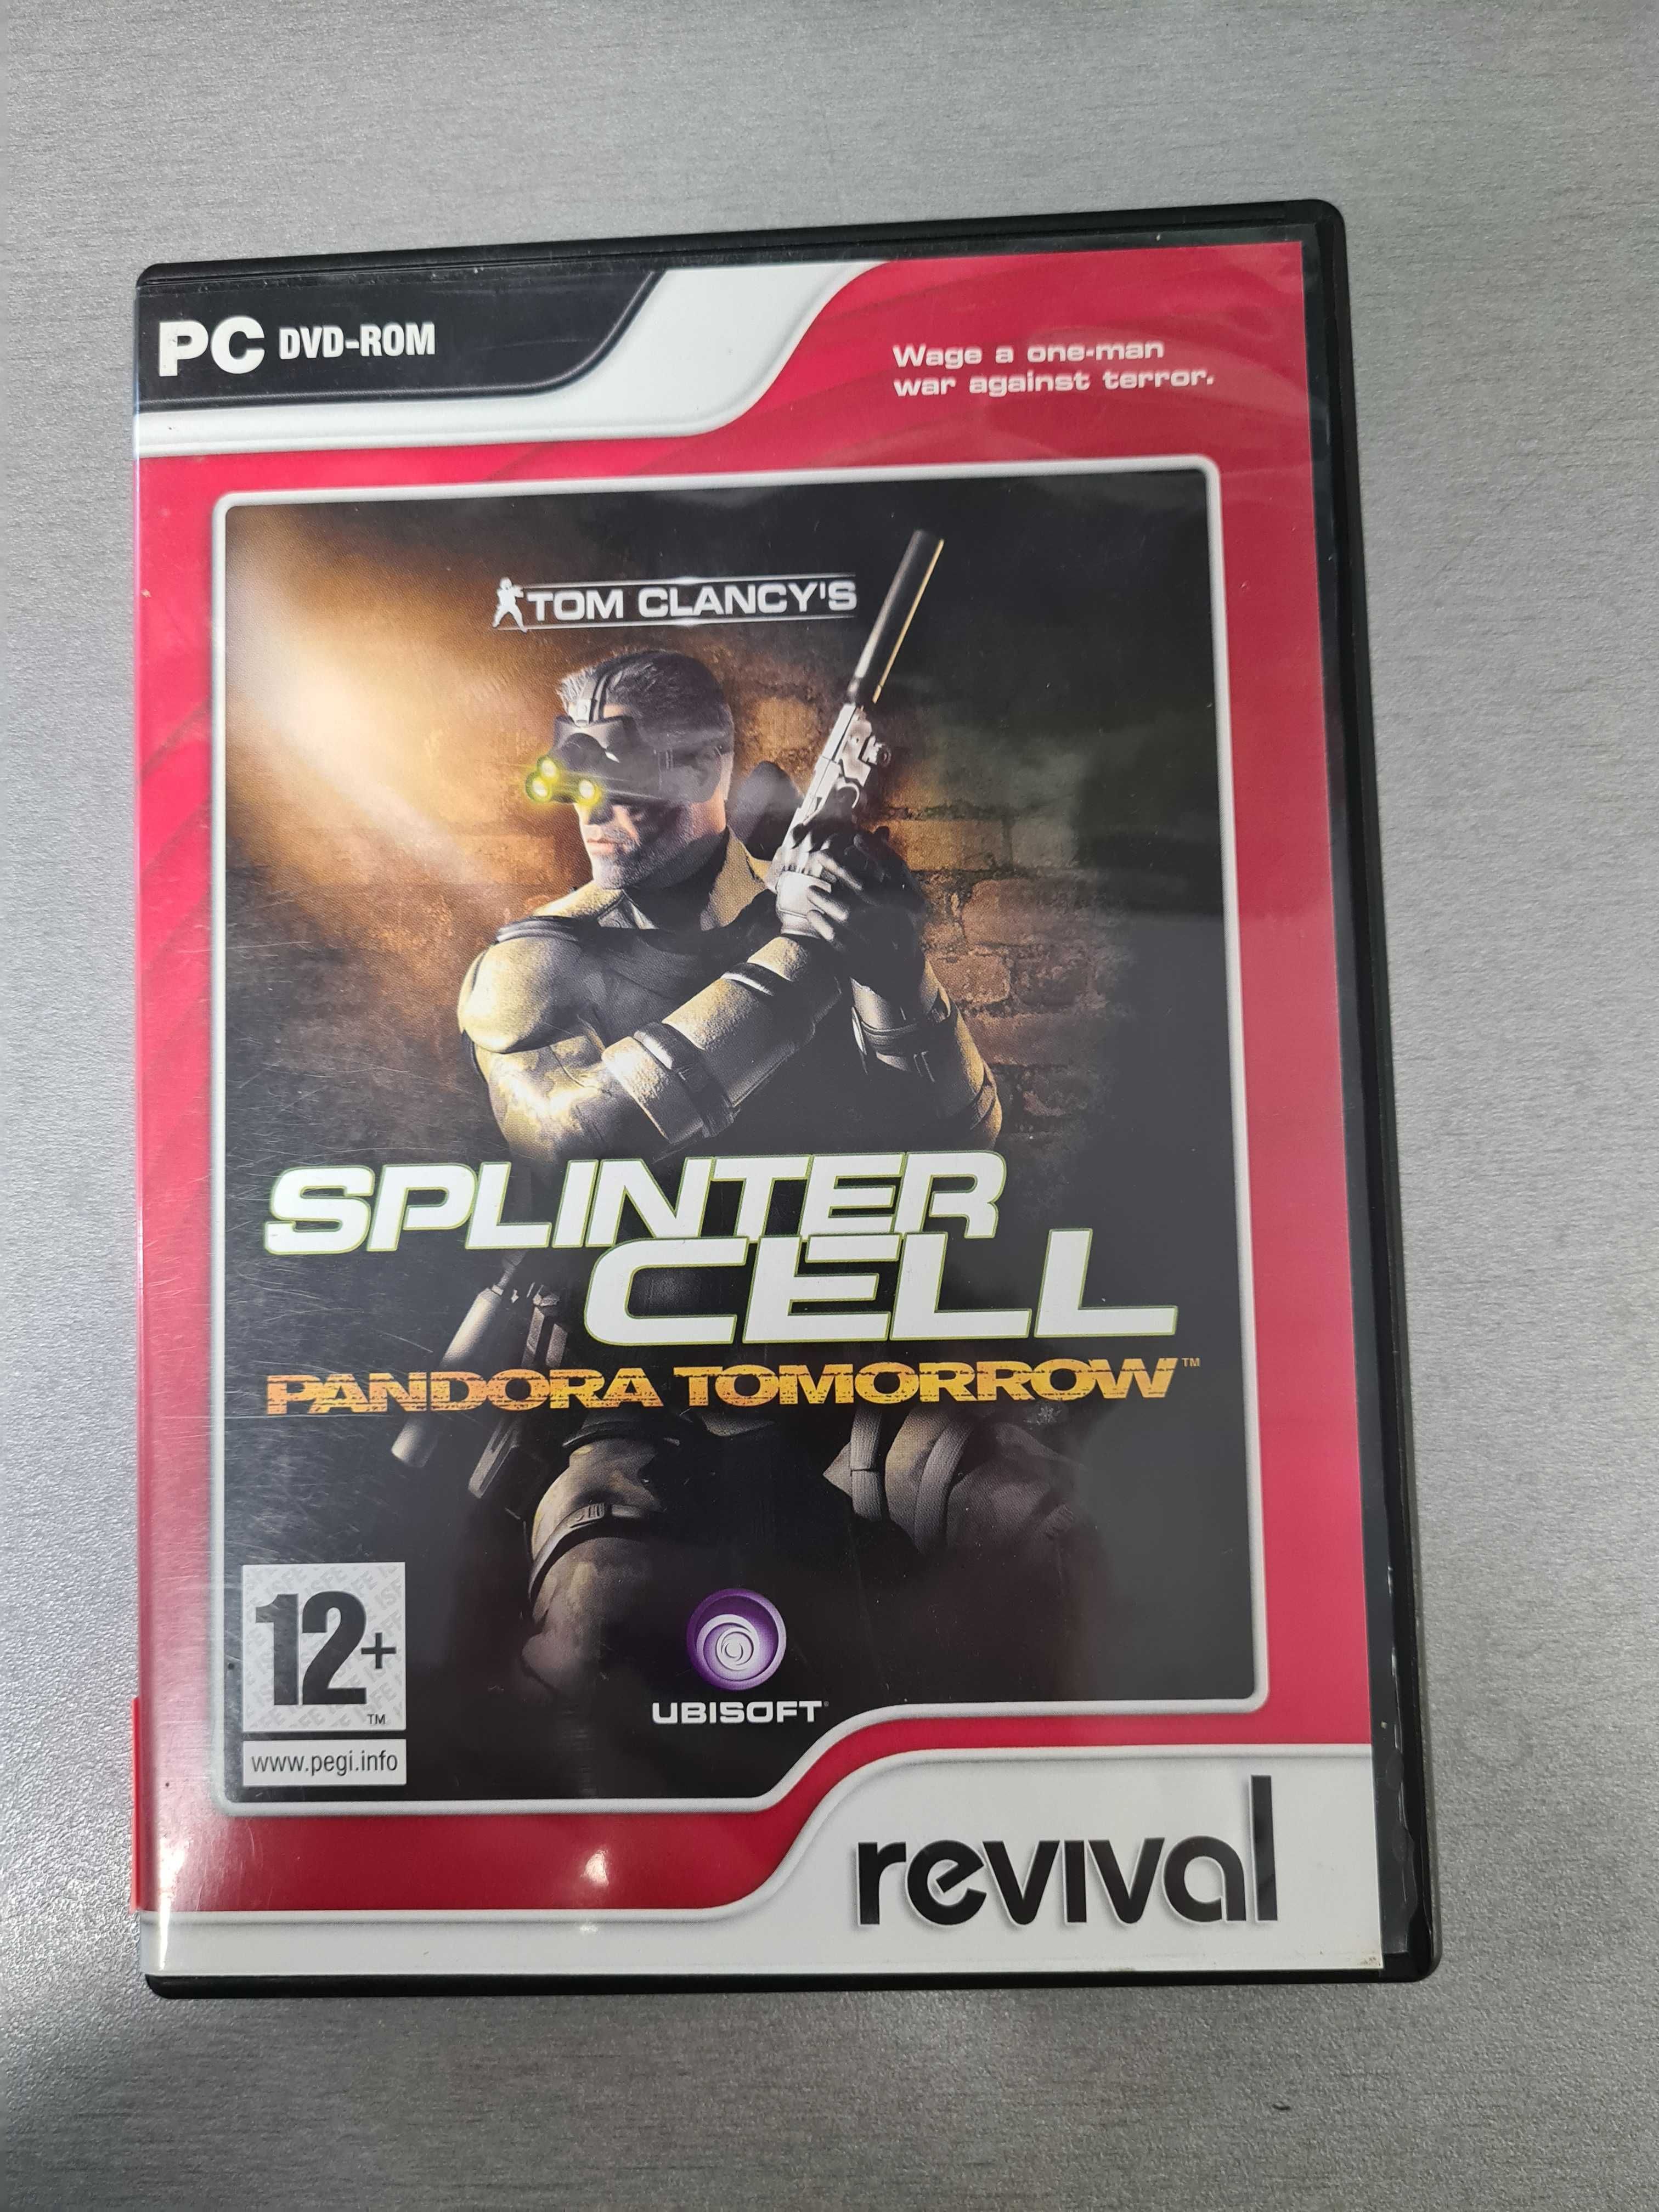 PC DVD-ROM
Wage a one-man
war against terror.
TOM CLANCY'S
SPLINTER
CELL
PANDORA TOMORROW™
12+
TM
www.pegi.info
UBISOFT
revival